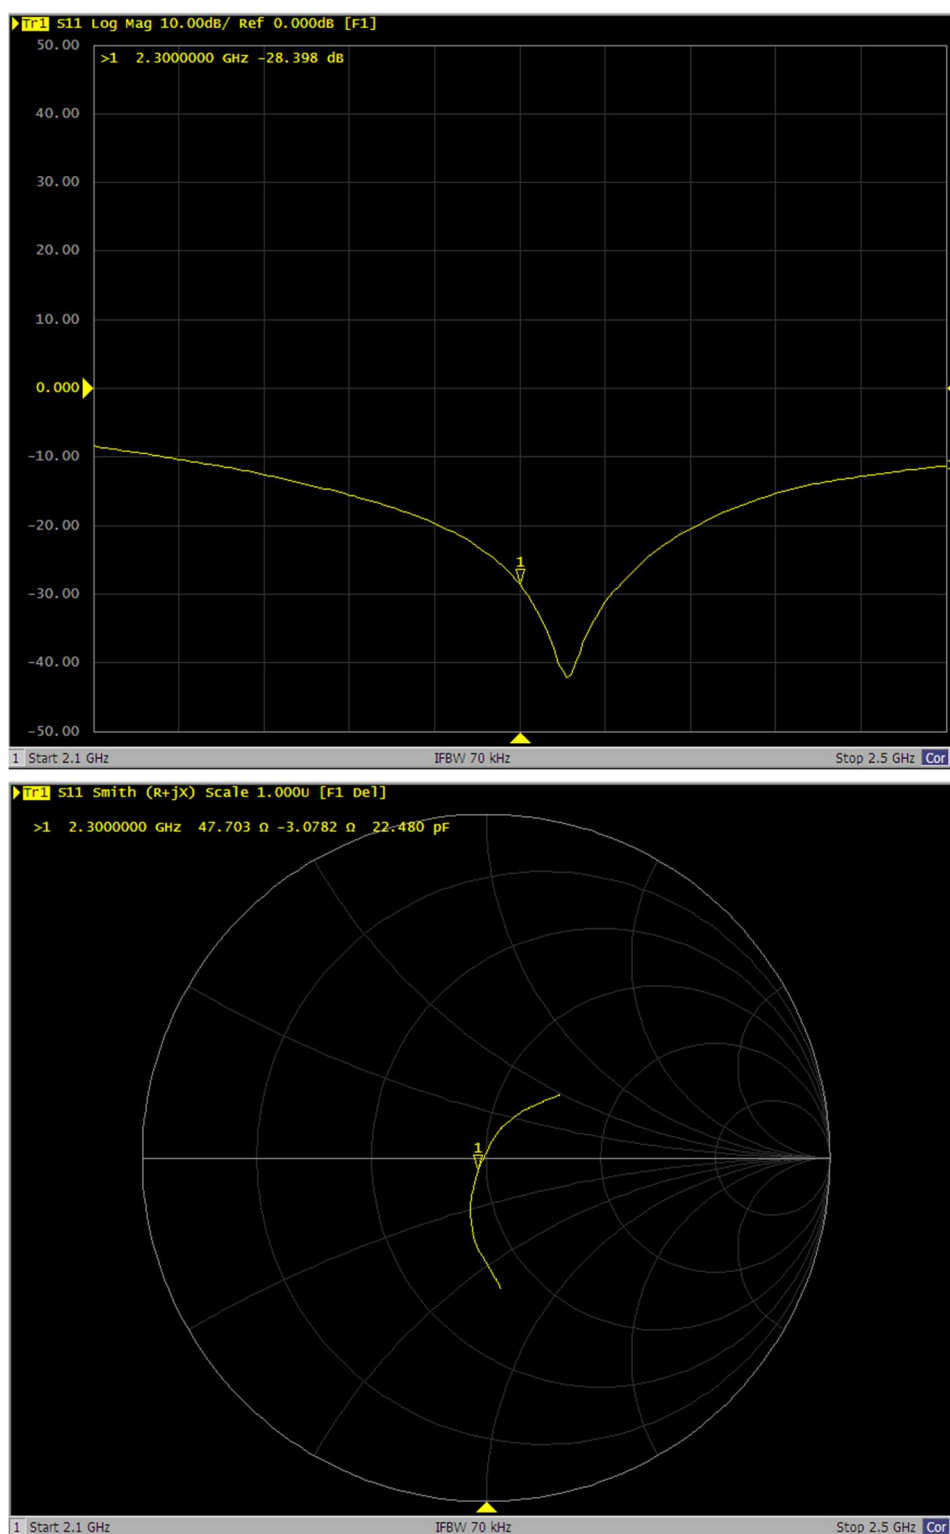 Tr1 S11 Log Mag 10.00dB/ Ref 0.000dB [F1]
50.00
>1 2.3000000 GHz -28.398 dB
40.00
30.00
20.00
10.00
0.000
-10.00
-20.00
1
-30.00
-40.00
-50.00
1 Start 2.1 GHz IFBW 70 kHz Stop 2.5 GHz Cor
Tr1 S11 Smith (R+jX) Scale 1.000U [F1 Del]
>1 2.3000000 GHz 47.703 Ω -3.0782 Ω 22.480 pF
1
1 Start 2.1 GHz IFBW 70 kHz Stop 2.5 GHz Cor